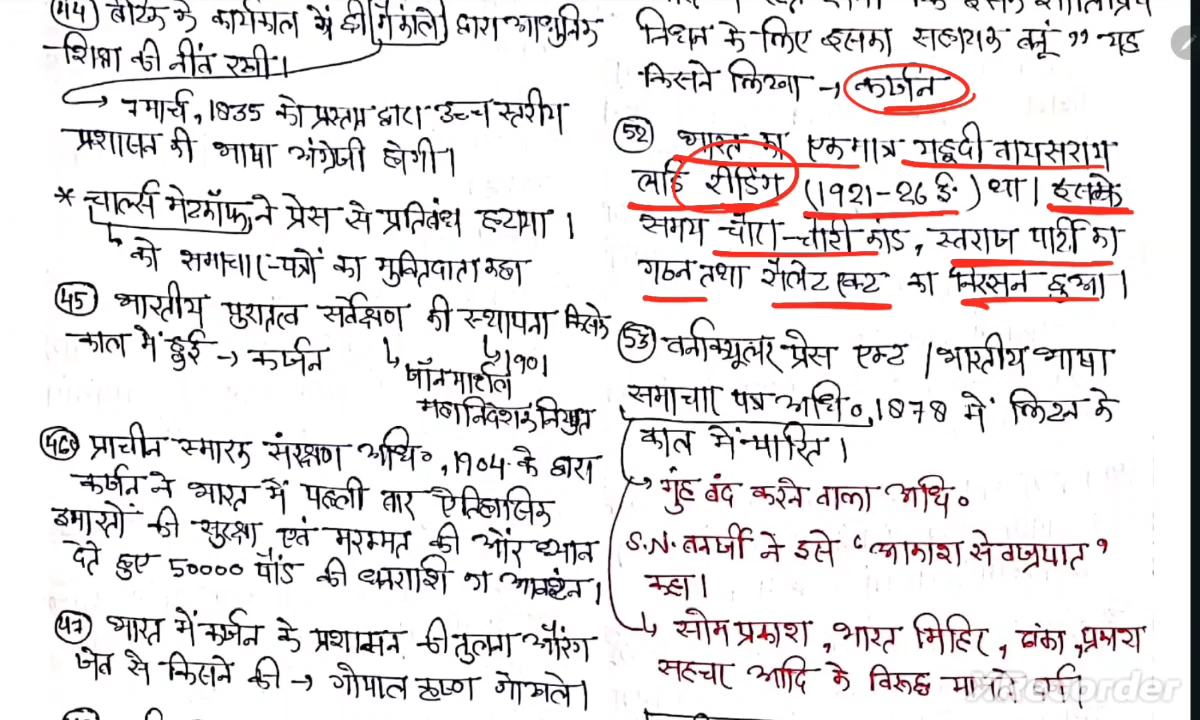 (44) बेंटिक के कार्यकाल में ही मैकाले द्वारा आधुनिक
शिक्षा की नींव रखी।
→ 7 मार्च, 1835 को प्रस्ताव द्वारा उच्च स्तरीय
प्रशासन की भाषा अंग्रेजी होगी।
* चार्ल्स मेटकॉफ ने प्रेस से प्रतिबंध हटाया।
को समाचार-पत्रों का मुक्तिदाता कहा
(45) भारतीय पुरातत्व सर्वेक्षण की स्थापना किसके
काल में हुई → कर्जन
1901
जॉन मार्शल
महानिदेशक नियुक्त
(46) प्राचीन स्मारक संरक्षण अधि०, 1904 के द्वारा
कर्जन ने भारत में पहली बार ऐतिहासिक
इमारतों की सुरक्षा एवं मरम्मत की ओर ध्यान
देते हुए 50000 पौंड की धनराशि का आवंटन।
(47) भारत में कर्जन के प्रशासन की तुलना औरंग
जेब से किसने की → गोपाल कृष्ण गोखले।
निधन के लिए इसका सहायक बनूं" यह
किसने लिखा → कर्जन
(52) भारत का एकमात्र यहूदी वायसराय
लॉर्ड रीडिंग (1921-26 ई.) था। इसके
समय चौरा-चौरी कांड, स्वराज पार्टी का
गठन तथा रौलेट एक्ट का निरसन हुआ।
(53) वर्नाक्यूलर प्रेस एक्ट / भारतीय भाषा
समाचार पत्र अधि०, 1878 में लिटन के
काल में पारित।
→ मुंह बंद करने वाला अधि०
S.N. बनर्जी ने इसे 'आकाश से वज्रपात'
कहा।
→ सोम प्रकाश, भारत मिहिर, ढाका, प्रकाश
सहचर आदि के विरुद्ध मामले दर्ज